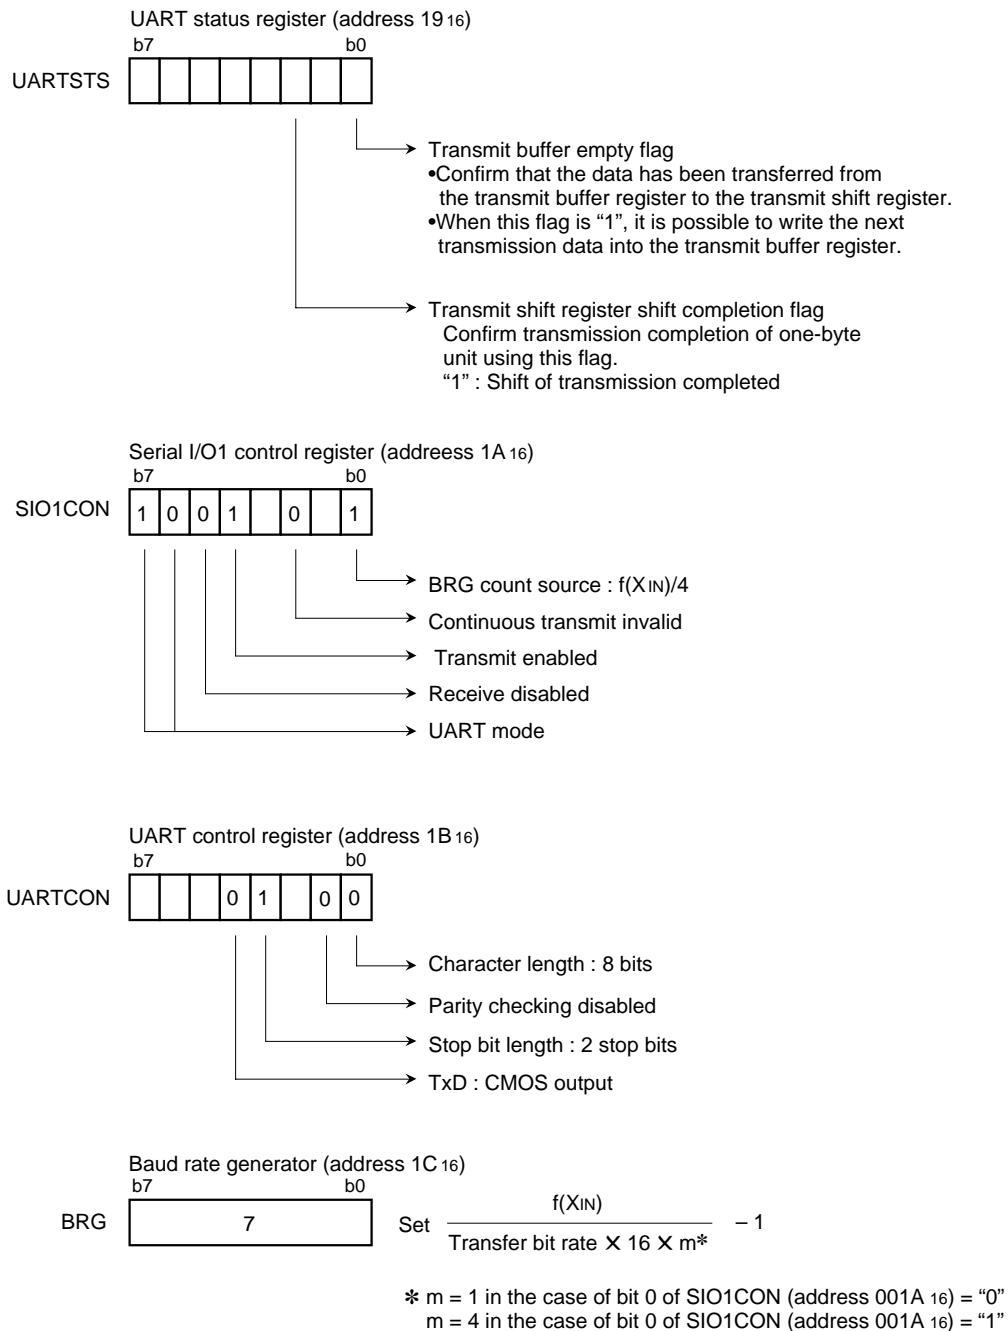 UART status register (address 19 16)
b7 b0
UARTSTS
Transmit buffer empty flag
•Confirm that the data has been transferred from
the transmit buffer register to the transmit shift register.
•When this flag is “1”, it is possible to write the next
transmission data into the transmit buffer register.
Transmit shift register shift completion flag
Confirm transmission completion of one-byte
unit using this flag.
“1” : Shift of transmission completed
Serial I/O1 control register (addreess 1A 16)
b7 b0
SIO1CON 1 0 0 1 0 1
BRG count source : f(XIN)/4
Continuous transmit invalid
Transmit enabled
Receive disabled
UART mode
UART control register (address 1B 16)
b7 b0
UARTCON 0 1 0 0
Character length : 8 bits
Parity checking disabled
Stop bit length : 2 stop bits
TxD : CMOS output
Baud rate generator (address 1C 16)
b7 b0
f(XIN)
BRG 7 Set – 1
Transfer bit rate ✕ 16 ✕ m✻
✻ m = 1 in the case of bit 0 of SIO1CON (address 001A 16) = “0”
m = 4 in the case of bit 0 of SIO1CON (address 001A 16) = “1”